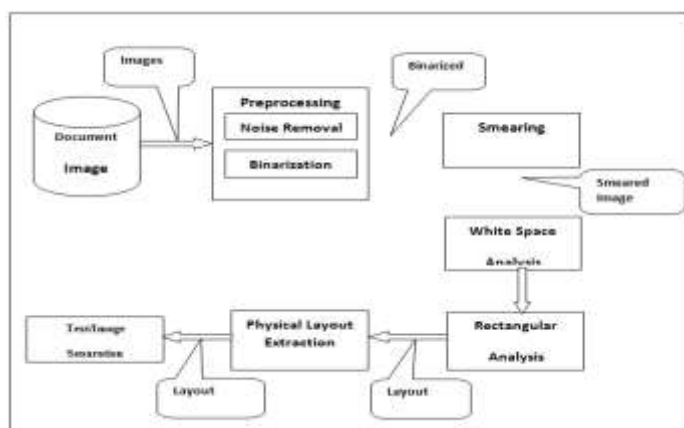 Images
Binarized
Document
Image
Preprocessing
Noise Removal
Binarization
Smearing
Smeared
Image
White Space
Analysis
Rectangular
Analysis
Layout
Physical Layout
Extraction
Layout
Text/Image
Separation